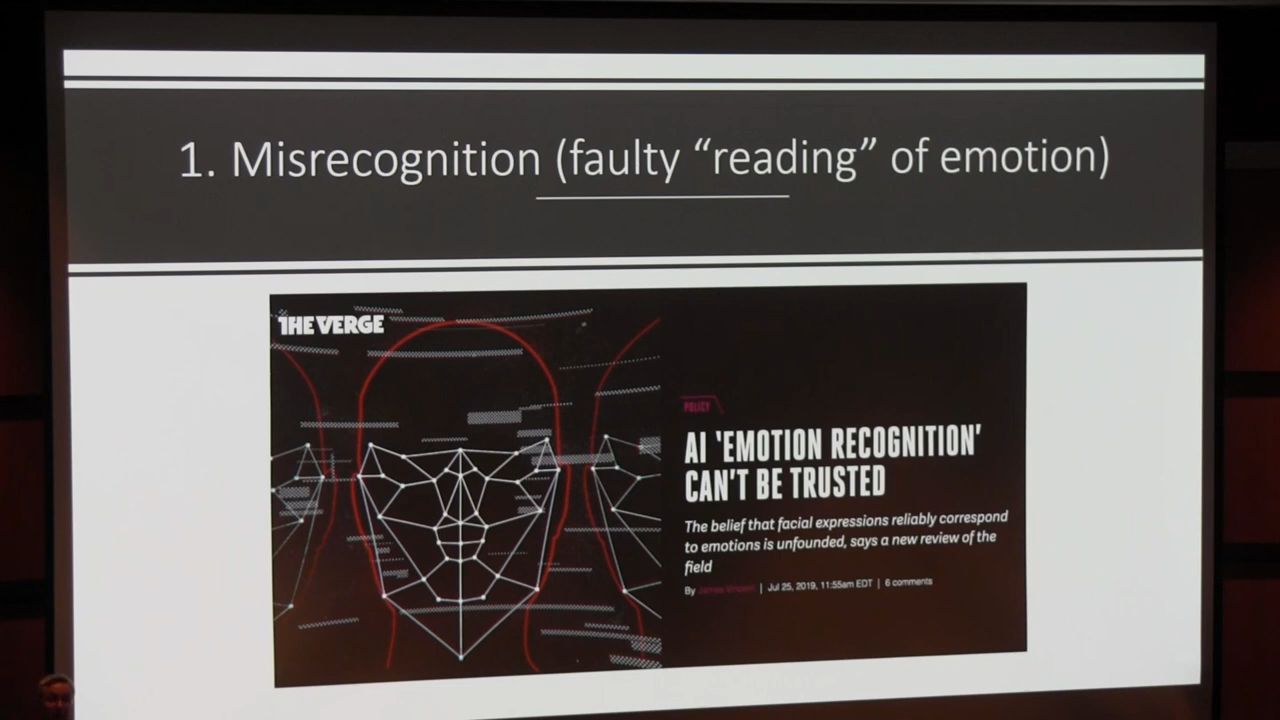 1. Misrecognition (faulty “reading” of emotion)
THE VERGE
POLICY
AI ‘EMOTION RECOGNITION’
CAN'T BE TRUSTED
The belief that facial expressions reliably correspond
to emotions is unfounded, says a new review of the
field
By James Vincent | Jul 25, 2019, 11:55am EDT | 6 comments